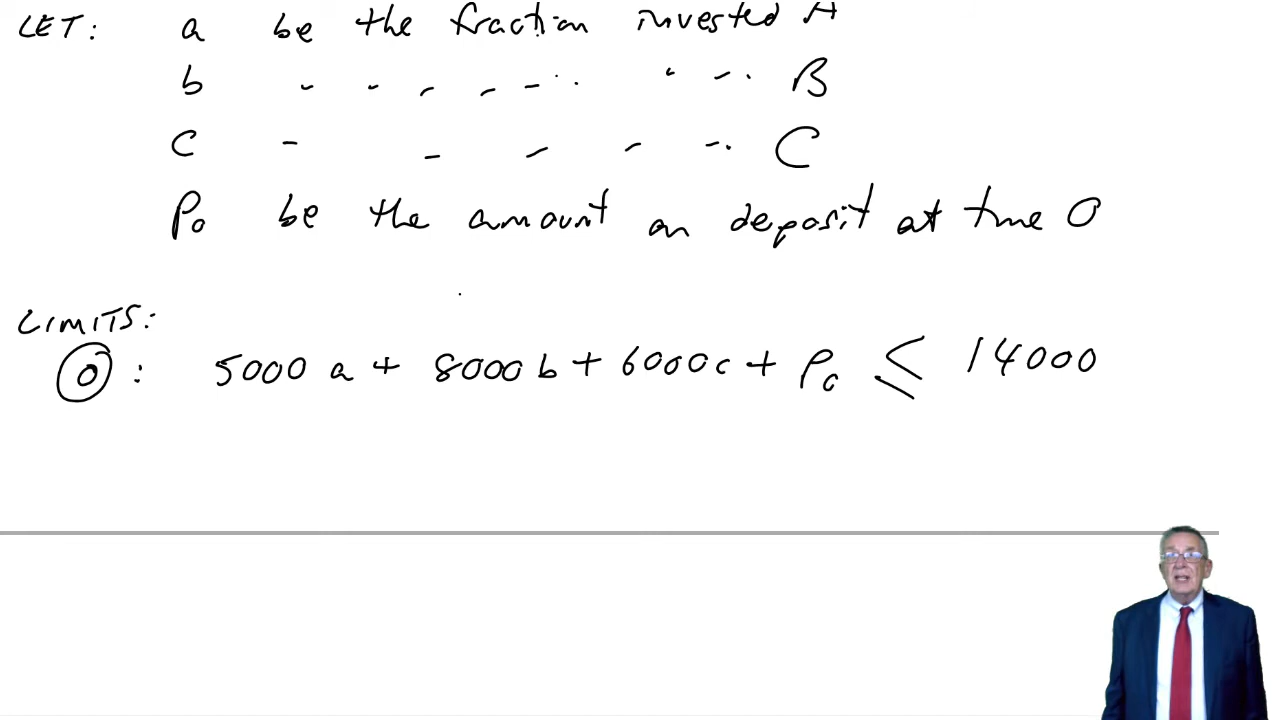 LET: a be the fraction invested A
b - - - - - - - - B
C - - - - - C
P0 be the amount on deposit at time 0
LIMITS:
0 : 5000 a + 8000 b + 6000 c + P0 ≤ 14000